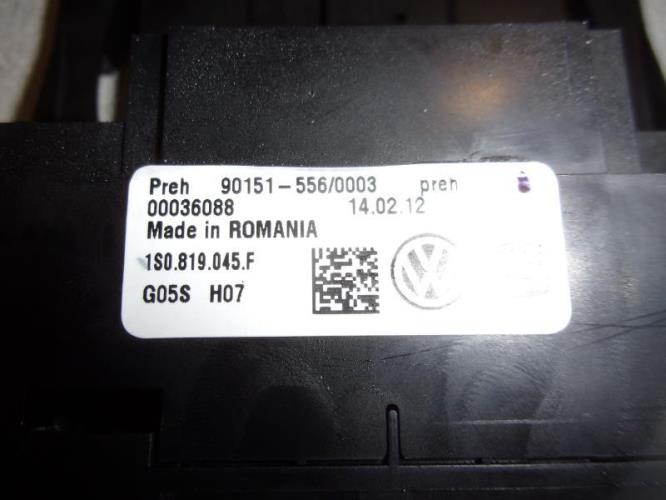 Preh 90151-556/0003 preh
00036088 14.02.12
Made in ROMANIA
1S0.819.045.F
G05S H07